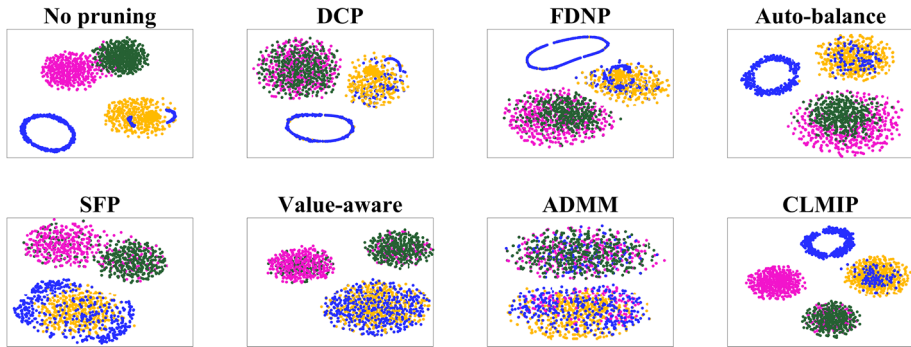 No pruning
DCP
FDNP
Auto-balance
SFP
Value-aware
ADMM
CLMIP